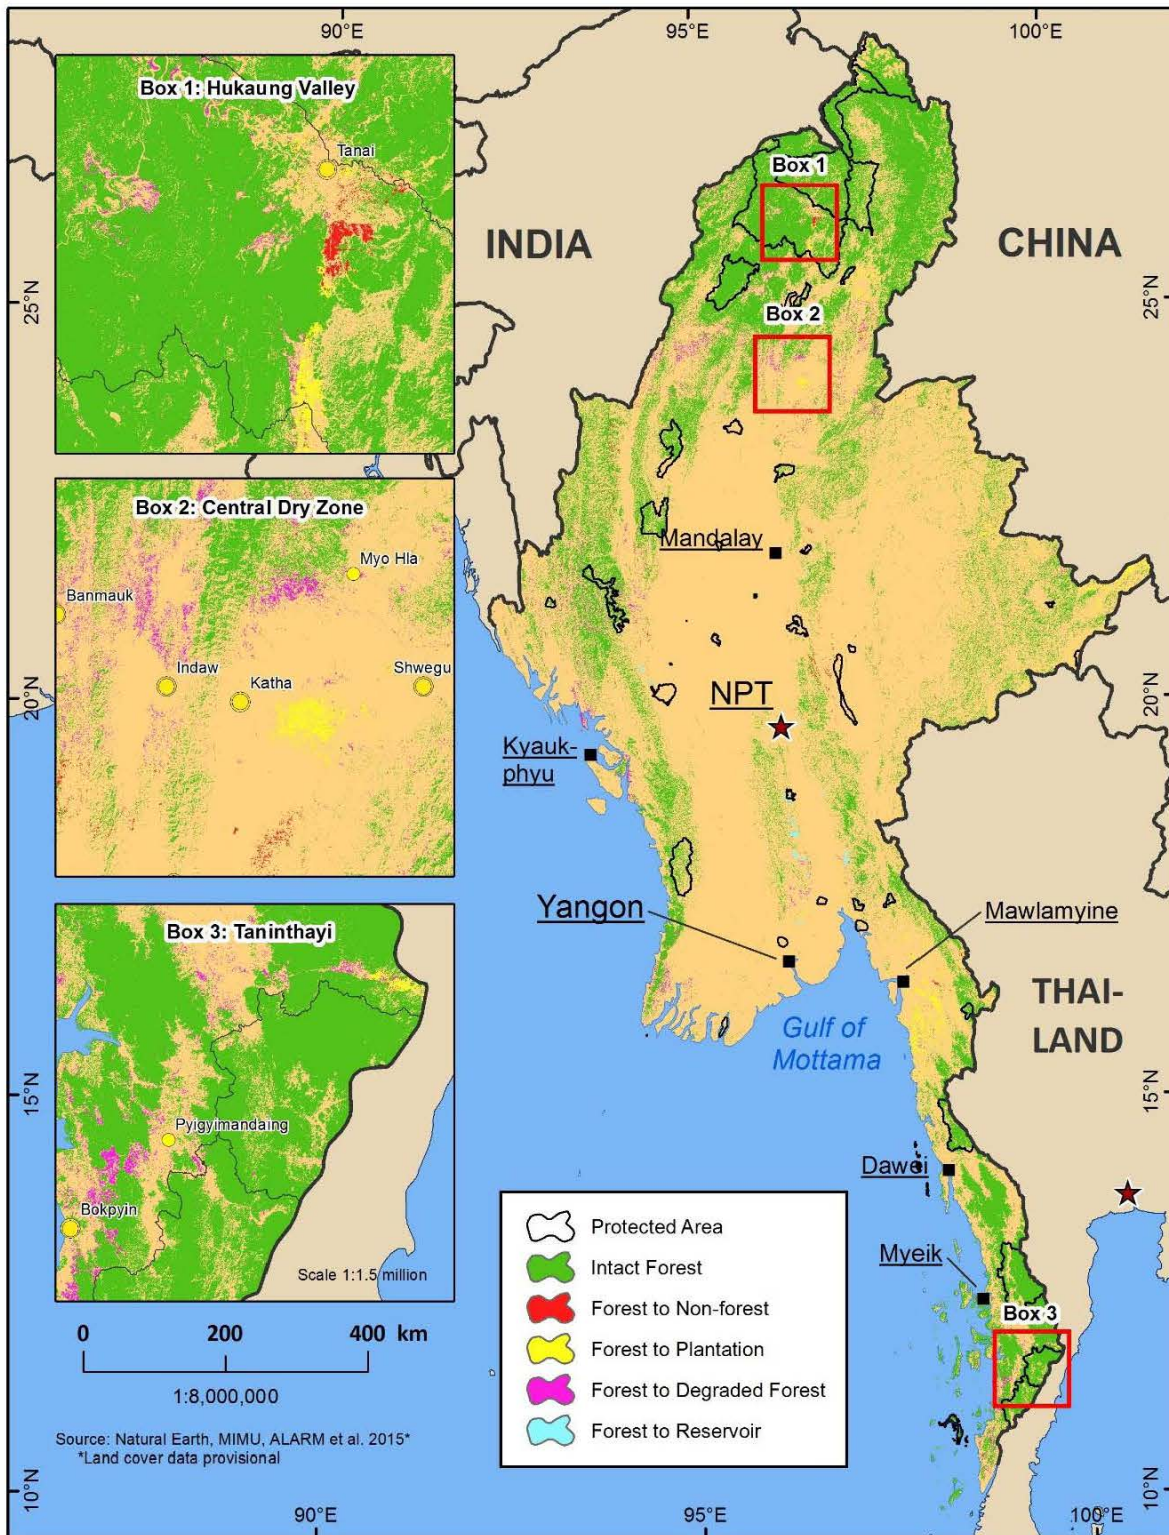 90°E
95°E
100°E
Box 1: Hukaung Valley
Tanai
Box 1
INDIA
CHINA
25°N
25°N
Box 2
Box 2: Central Dry Zone
Myo Hla
Banmauk
Indaw
Katha
Shwegu
Mandalay
20°N
20°N
NPT
Kyauk-
phyu
Box 3: Taninthayi
Yangon
Mawlamyine
THAI-
LAND
Gulf of
Mottama
15°N
15°N
Pyigyimandaing
Bokpyin
Scale 1:1.5 million
Dawei
Myeik
Box 3
0 200 400 km
1:8,000,000
Source: Natural Earth, MIMU, ALARM et al. 2015*
*Land cover data provisional
Protected Area
Intact Forest
Forest to Non-forest
Forest to Plantation
Forest to Degraded Forest
Forest to Reservoir
10°N
10°N
90°E
95°E
100°E